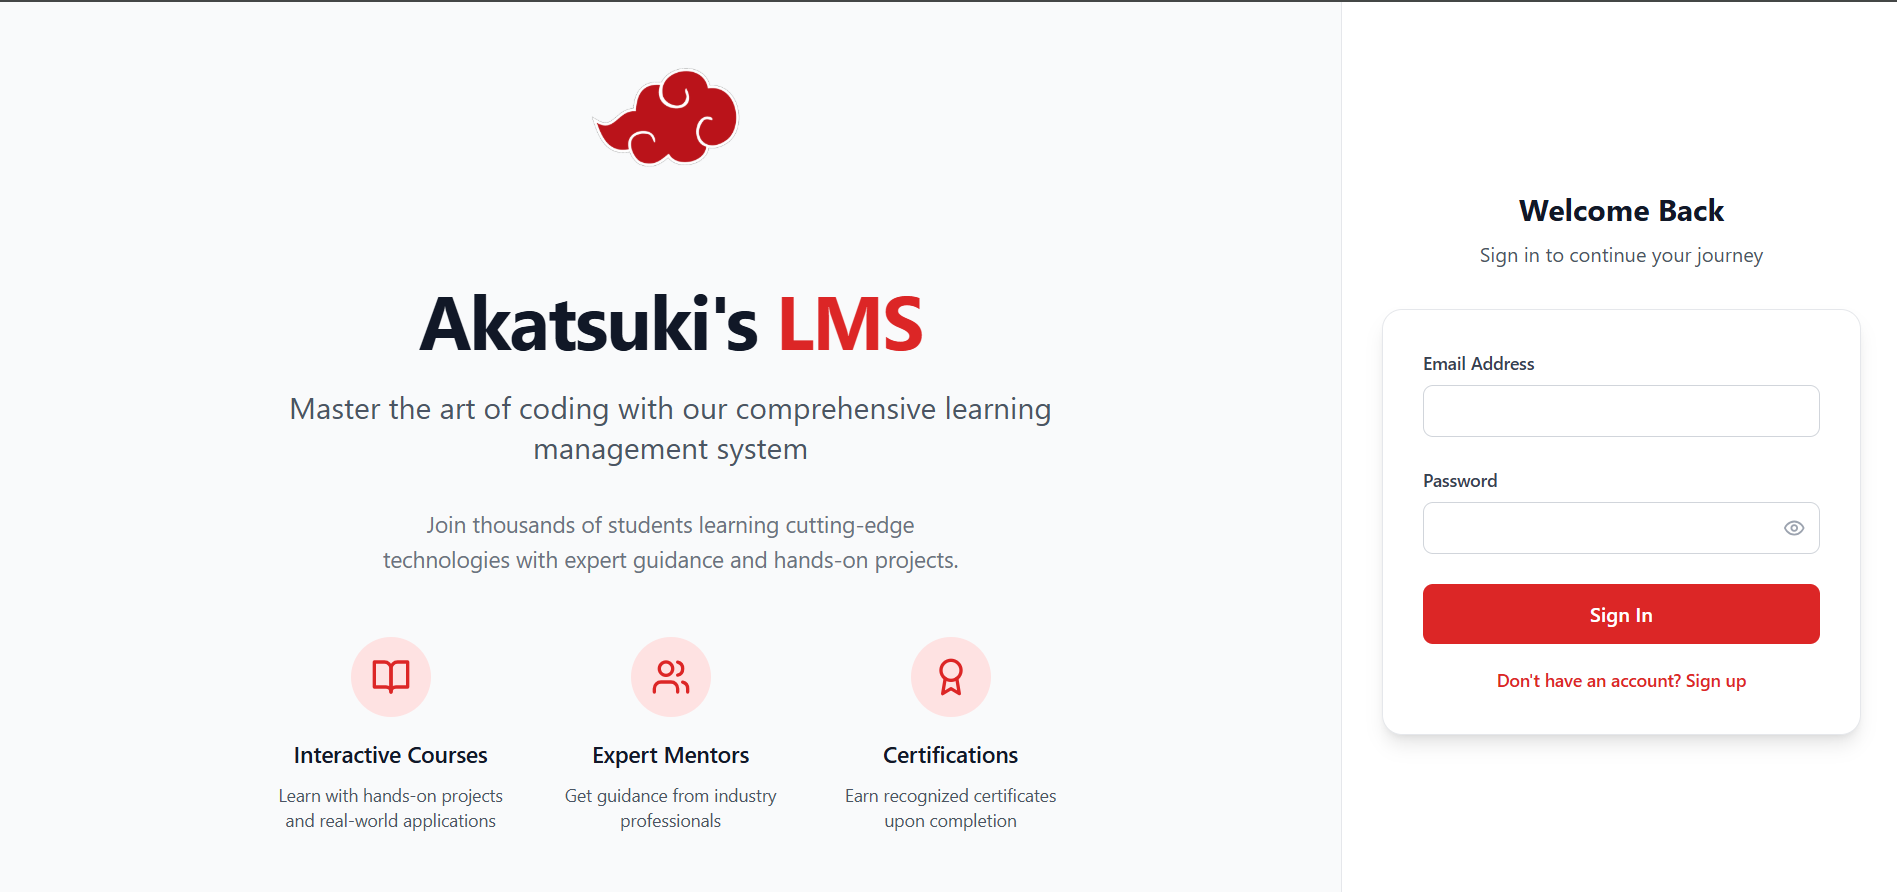 Akatsuki's LMS
Master the art of coding with our comprehensive learning
management system
Join thousands of students learning cutting-edge
technologies with expert guidance and hands-on projects.
Interactive Courses
Learn with hands-on projects
and real-world applications
Expert Mentors
Get guidance from industry
professionals
Certifications
Earn recognized certificates
upon completion
Welcome Back
Sign in to continue your journey
Email Address
Password
Sign In
Don't have an account? Sign up